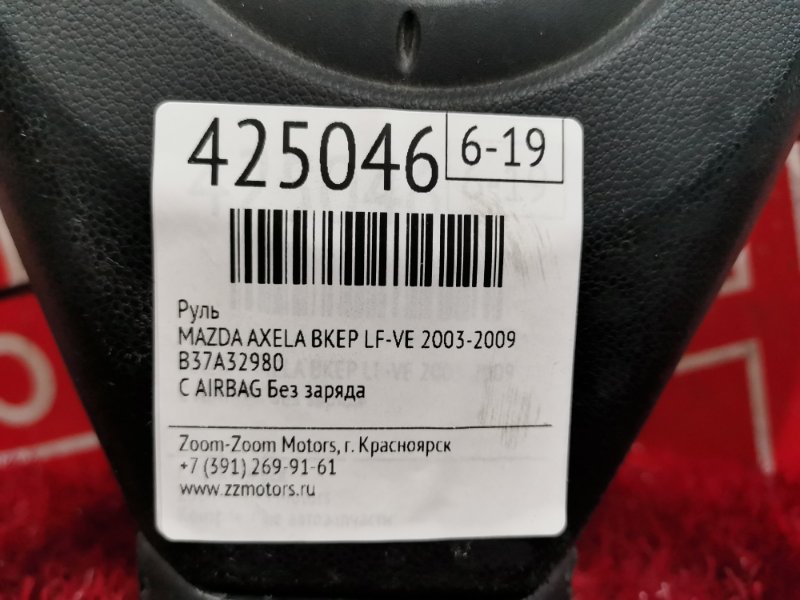 425046
6-19
Руль
MAZDA AXELA BKEP LF-VE 2003-2009
B37A32980
С AIRBAG Без заряда
Zoom-Zoom Motors, г. Красноярск
+7 (391) 269-91-61
www.zzmotors.ru